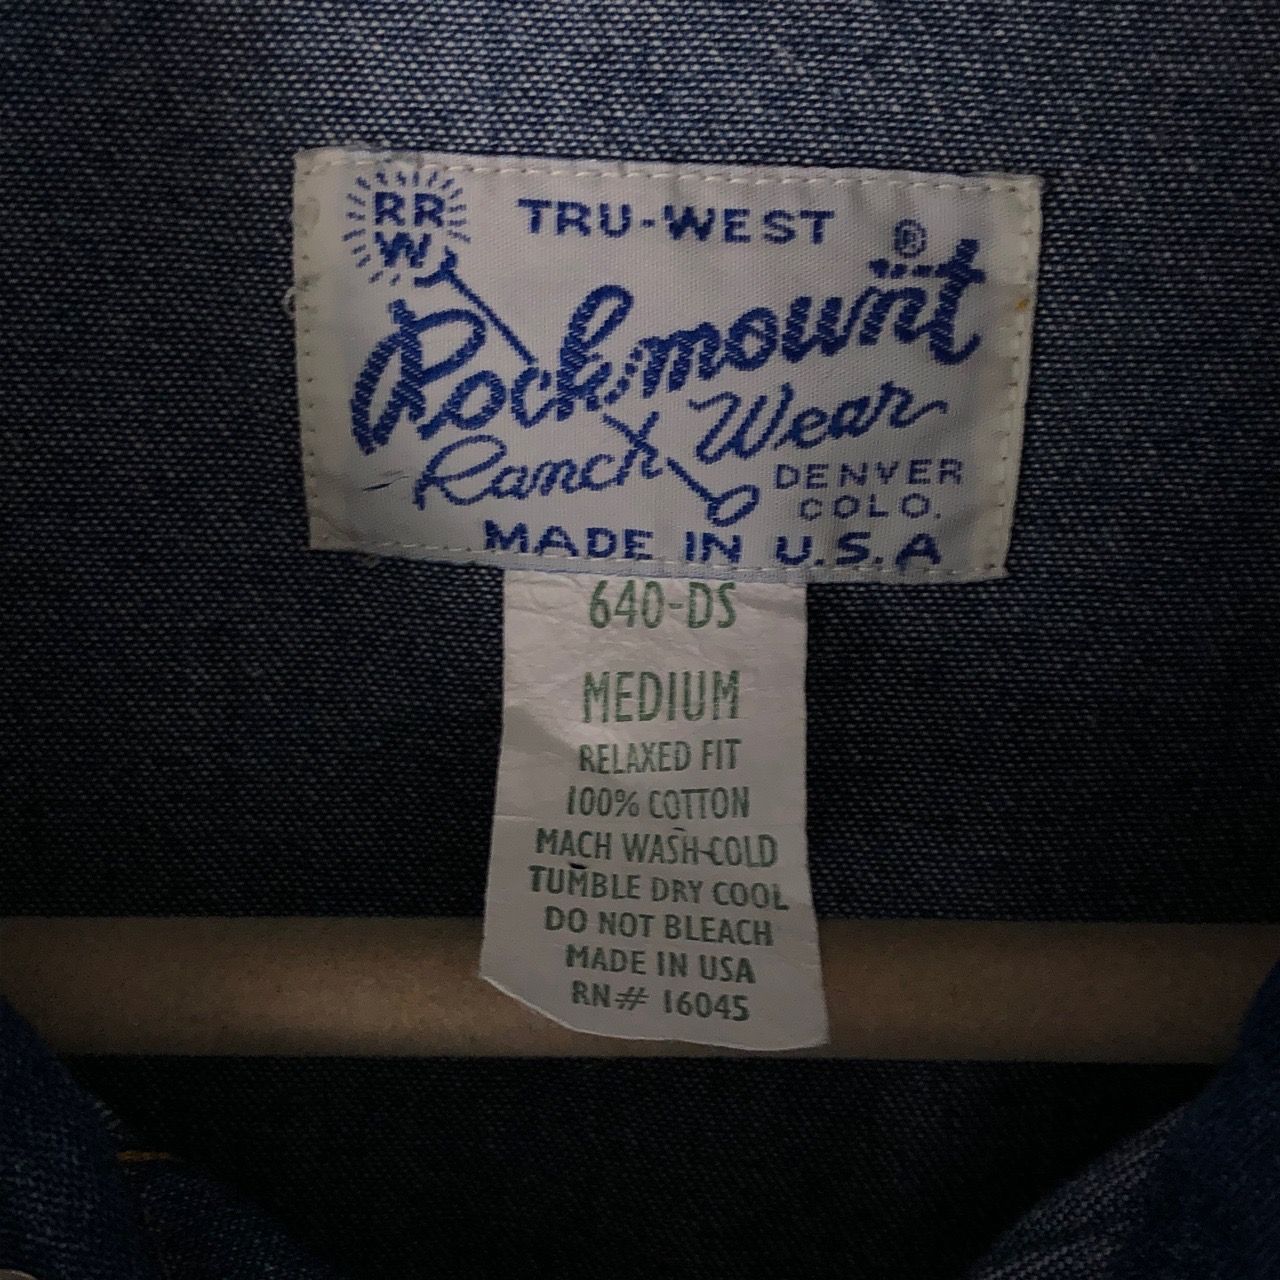 RR
W
TRU-WEST
®
Rockmount
Ranch Wear
DENVER
COLO.
MADE IN U.S.A
640-DS
MEDIUM
RELAXED FIT
100% COTTON
MACH WASH-COLD
TUMBLE DRY COOL
DO NOT BLEACH
MADE IN USA
RN# 16045